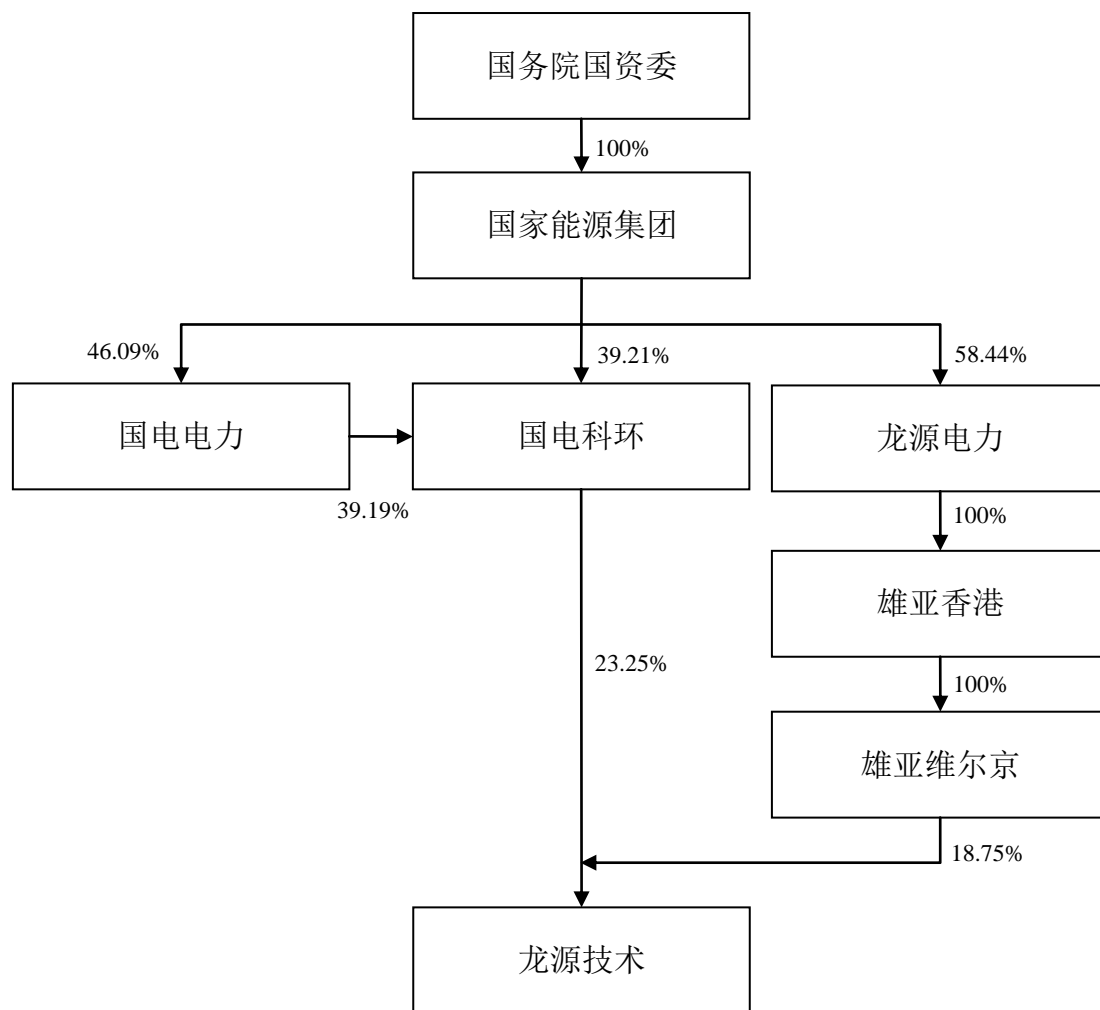 国务院国资委
100%
国家能源集团
46.09%
39.21%
58.44%
国电电力
国电科环
龙源电力
39.19%
100%
雄亚香港
23.25%
100%
雄亚维尔京
18.75%
龙源技术